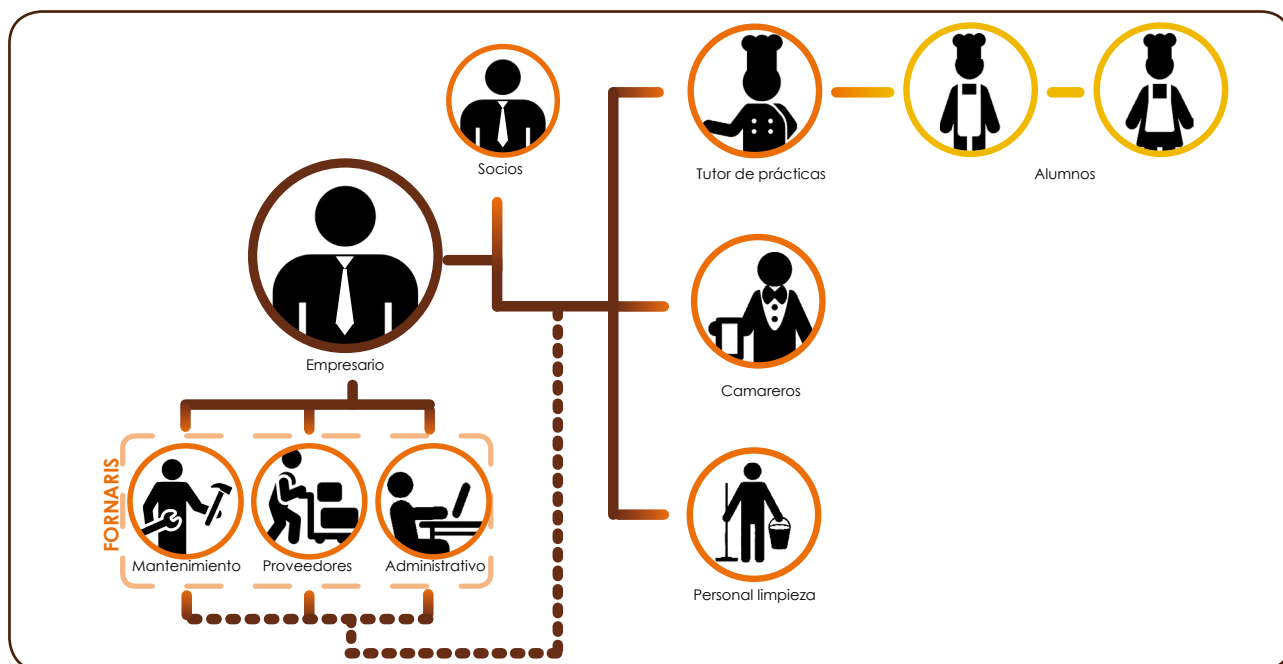 Socios
Tutor de prácticas
Alumnos
Empresario
Camareros
FORNARIS
Mantenimiento
Proveedores
Administrativo
Personal limpieza